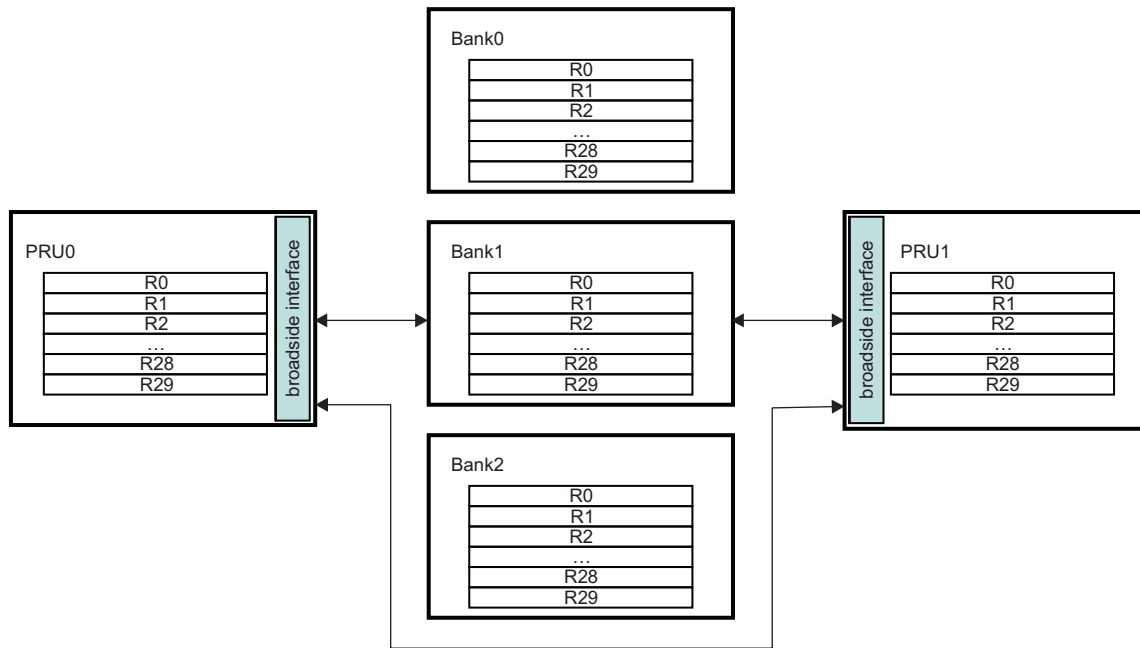 Bank0
R0
R1
R2
…
R28
R29
PRU0
R0
R1
R2
…
R28
R29
broadside interface
Bank1
R0
R1
R2
…
R28
R29
broadside interface
PRU1
R0
R1
R2
…
R28
R29
Bank2
R0
R1
R2
…
R28
R29